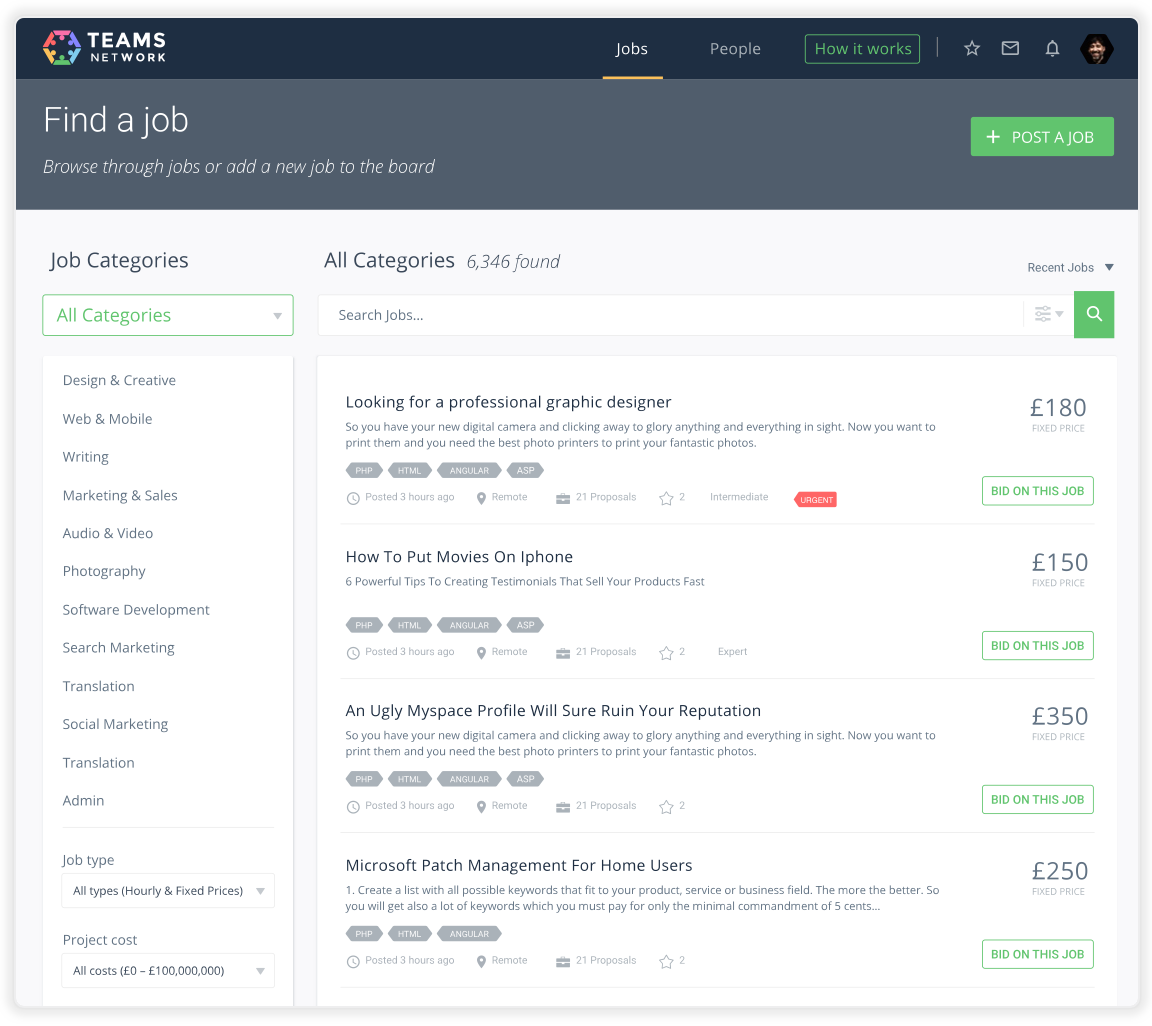 TEAMS
NETWORK
Jobs
People
How it works
Find a job
Browse through jobs or add a new job to the board
+ POST A JOB
Job Categories
All Categories
Design & Creative
Web & Mobile
Writing
Marketing & Sales
Audio & Video
Photography
Software Development
Search Marketing
Translation
Social Marketing
Translation
Admin
Job type
All types (Hourly & Fixed Prices)
Project cost
All costs (£0 – £100,000,000)
All Categories 6,346 found
Recent Jobs
Search Jobs...
Looking for a professional graphic designer
£180
FIXED PRICE
So you have your new digital camera and clicking away to glory anything and everything in sight. Now you want to
print them and you need the best photo printers to print your fantastic photos.
PHP HTML ANGULAR ASP
Posted 3 hours ago Remote 21 Proposals 2 Intermediate URGENT
BID ON THIS JOB
How To Put Movies On Iphone
£150
FIXED PRICE
6 Powerful Tips To Creating Testimonials That Sell Your Products Fast
PHP HTML ANGULAR ASP
Posted 3 hours ago Remote 21 Proposals 2 Expert
BID ON THIS JOB
An Ugly Myspace Profile Will Sure Ruin Your Reputation
£350
FIXED PRICE
So you have your new digital camera and clicking away to glory anything and everything in sight. Now you want to
print them and you need the best photo printers to print your fantastic photos.
PHP HTML ANGULAR ASP
Posted 3 hours ago Remote 21 Proposals 2
BID ON THIS JOB
Microsoft Patch Management For Home Users
£250
FIXED PRICE
1. Create a list with all possible keywords that fit to your product, service or business field. The more the better. So
you will get also a lot of keywords which you must pay for only the minimal commandment of 5 cents...
PHP HTML ANGULAR
Posted 3 hours ago Remote 21 Proposals 2
BID ON THIS JOB